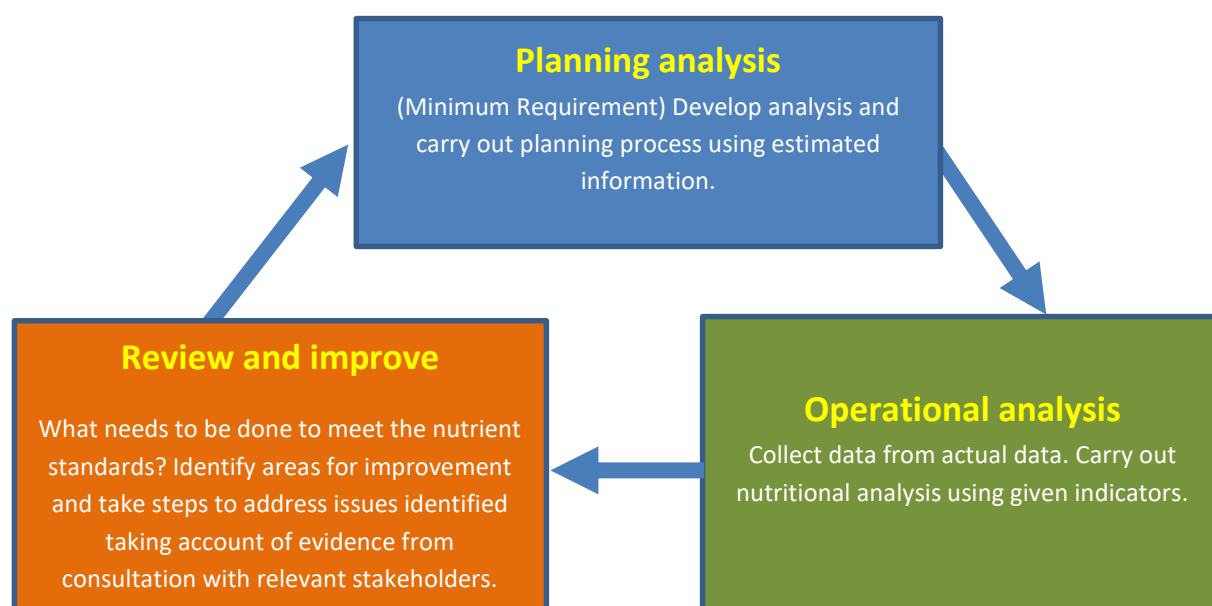 Planning analysis
(Minimum Requirement) Develop analysis and
carry out planning process using estimated
information.
Review and improve
What needs to be done to meet the nutrient
standards? Identify areas for improvement
and take steps to address issues identified
taking account of evidence from
consultation with relevant stakeholders.
Operational analysis
Collect data from actual data. Carry out
nutritional analysis using given indicators.